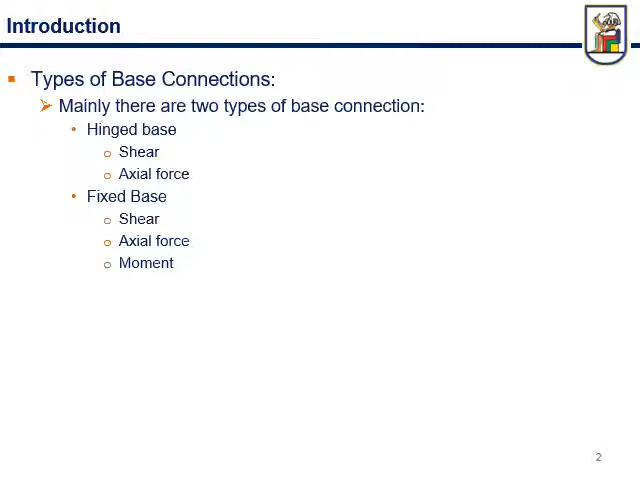 Introduction
Types of Base Connections:
Mainly there are two types of base connection:
Hinged base
Shear
Axial force
Fixed Base
Shear
Axial force
Moment
2